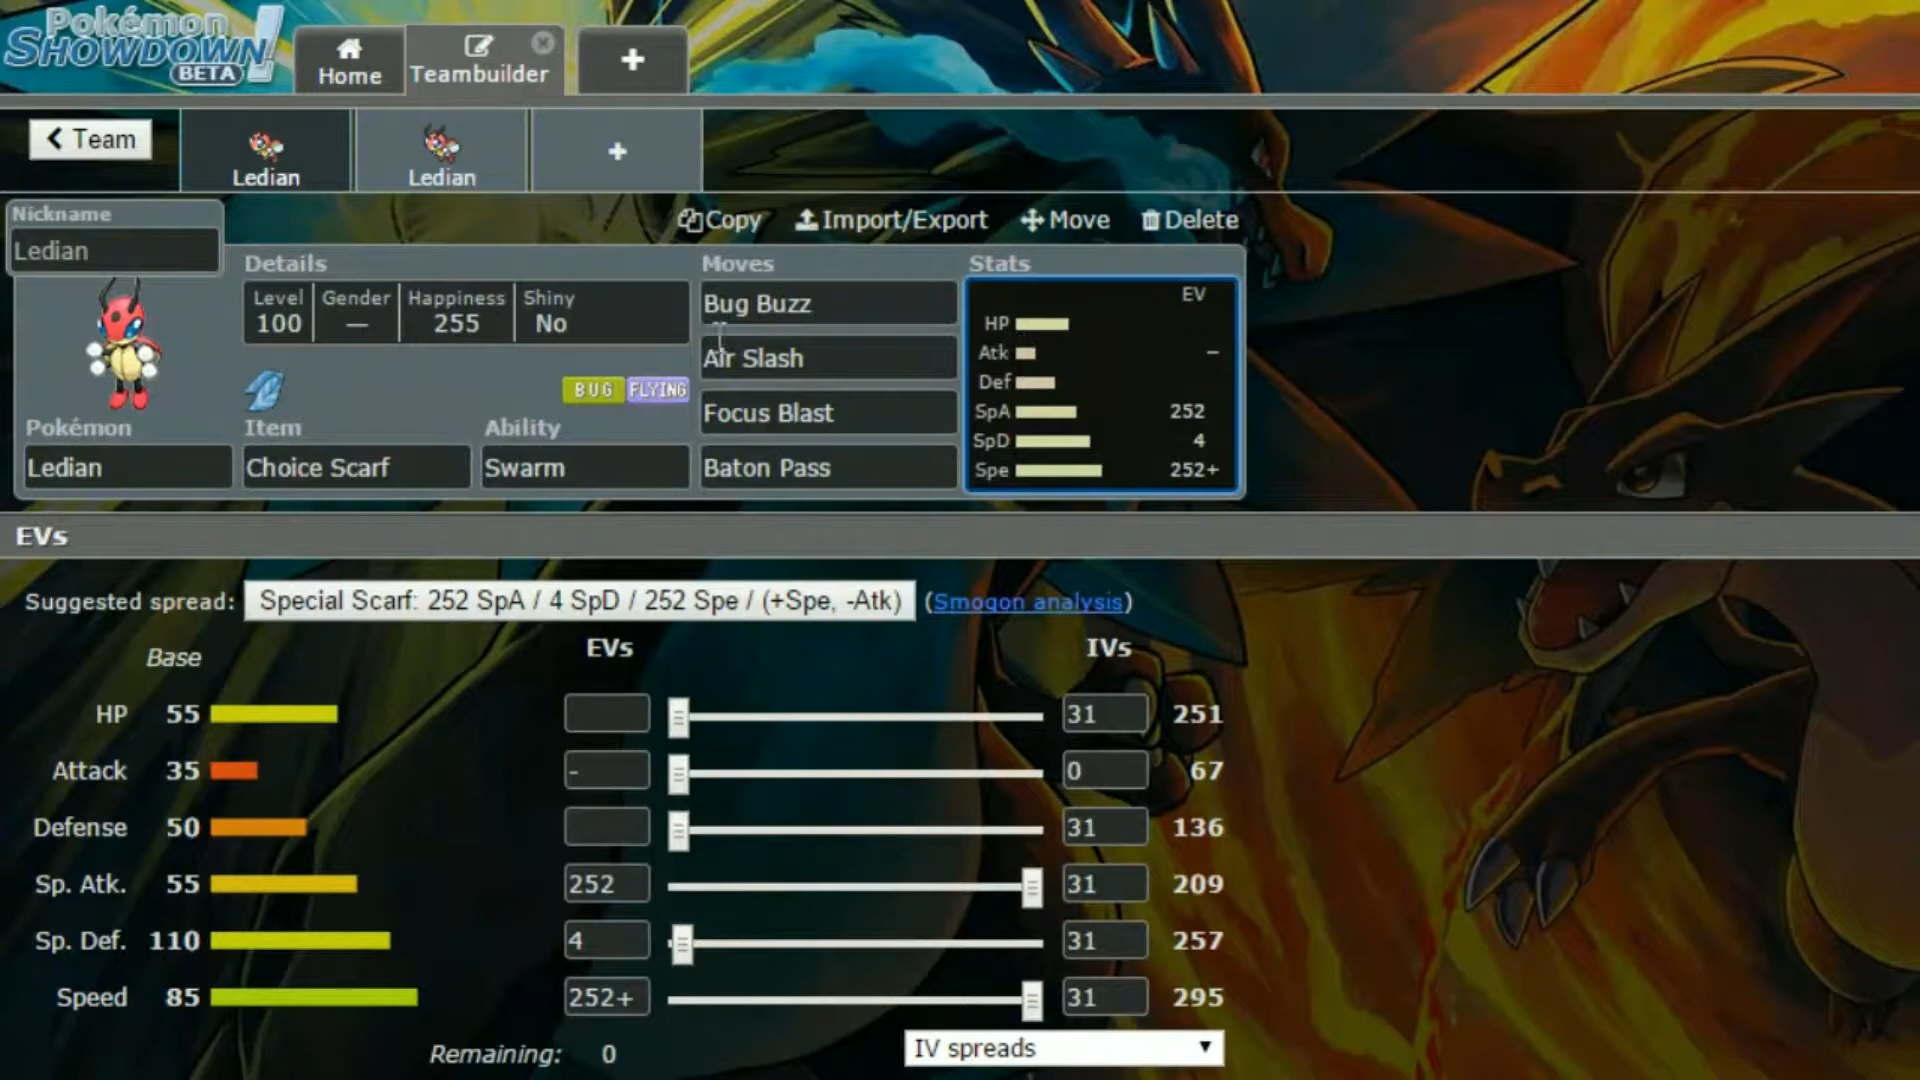 Pokémon
SHOWDOWN!
BETA
Home
Teambuilder
+
< Team
Ledian
Ledian
+
Nickname
Ledian
Copy
Import/Export
Move
Delete
Details
Level
100
Gender
—
Happiness
255
Shiny
No
BUG
FLYING
Pokémon
Ledian
Item
Choice Scarf
Ability
Swarm
Moves
Bug Buzz
Air Slash
Focus Blast
Baton Pass
Stats
EV
HP
Atk –
Def
SpA 252
SpD 4
Spe 252+
EVs
Suggested spread: Special Scarf: 252 SpA / 4 SpD / 252 Spe / (+Spe, -Atk) (Smogon analysis)
Base EVs IVs
HP 55 31 251
Attack 35 - 0 67
Defense 50 31 136
Sp. Atk. 55 252 31 209
Sp. Def. 110 4 31 257
Speed 85 252+ 31 295
Remaining: 0
IV spreads